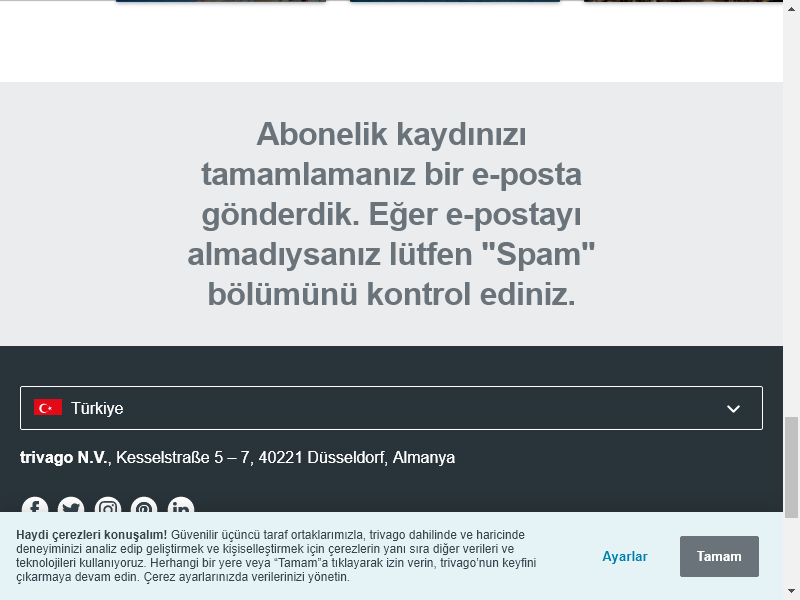 Abonelik kaydınızı
tamamlamanız bir e-posta
gönderdik. Eğer e-postayı
almadıysanız lütfen "Spam"
bölümünü kontrol ediniz.
Türkiye
trivago N.V., Kesselstraße 5 – 7, 40221 Düsseldorf, Almanya
Haydi çerezleri konuşalım! Güvenilir üçüncü taraf ortaklarımızla, trivago dahilinde ve haricinde
deneyiminizi analiz edip geliştirmek ve kişiselleştirmek için çerezlerin yanı sıra diğer verileri ve
teknolojileri kullanıyoruz. Herhangi bir yere veya “Tamam”a tıklayarak izin verin, trivago’nun keyfini
çıkarmaya devam edin. Çerez ayarlarınızda verilerinizi yönetin.
Ayarlar
Tamam